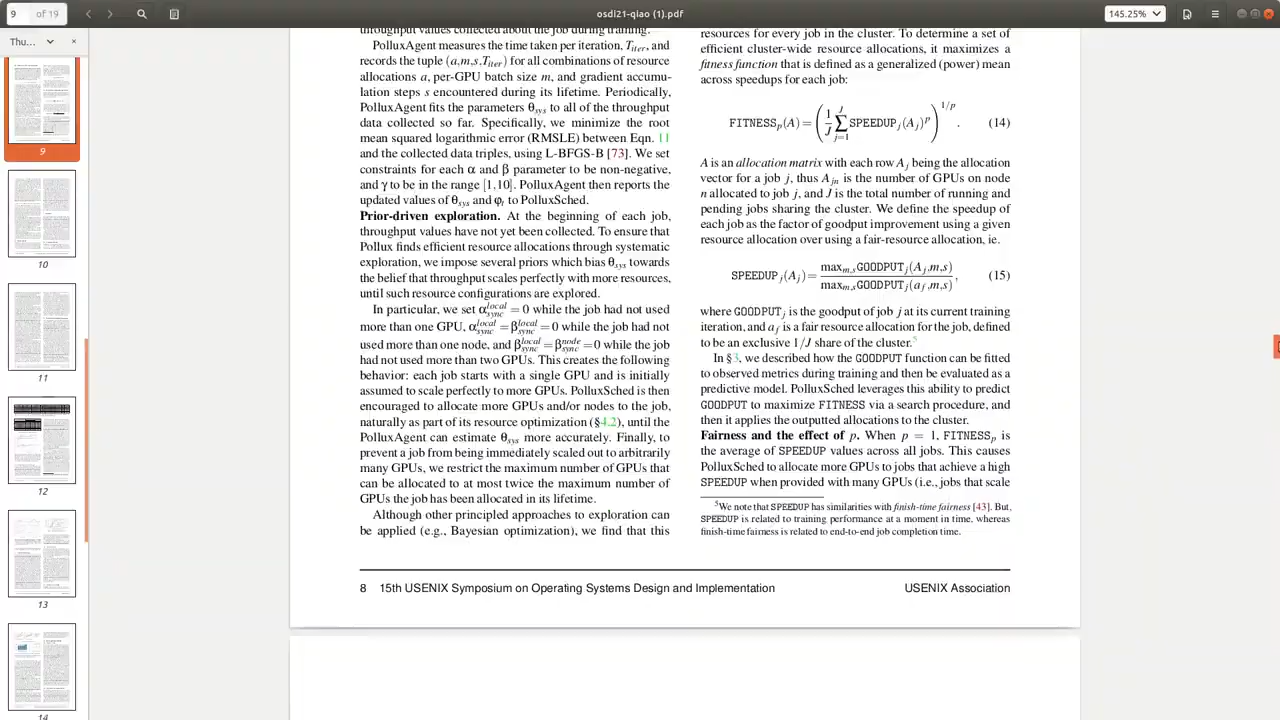 9
of 19
osdl21-qiao (1).pdf
145.25%
Thu...
9
10
11
12
13
14
throughput values collected about the job during training.
PolluxAgent measures the time taken per iteration, T_iter, and
records the tuple (a, m, s, T_iter) for all combinations of resource
allocations a, per-GPU batch size m, and gradient accumu-
lation steps s encountered during its lifetime. Periodically,
PolluxAgent fits the parameters θ_sys to all of the throughput
data collected so far. Specifically, we minimize the root
mean squared logarithmic error (RMSLE) between Eqn. 11
and the collected data triples, using L-BFGS-B [73]. We set
constraints for each α and β parameter to be non-negative,
and γ to be in the range [1,10]. PolluxAgent then reports the
updated values of θ_sys and φ_t to PolluxSched.
Prior-driven exploration. At the beginning of each job,
throughput values have not yet been collected. To ensure that
Pollux finds efficient resource allocations through systematic
exploration, we impose several priors which bias θ_sys towards
the belief that throughput scales perfectly with more resources,
until such resource configurations are explored.
In particular, we set α_sync^local = 0 while the job had not used
more than one GPU, α_sync^local = β_sync^local = 0 while the job had not
used more than one node, and β_sync^local = β_sync^node = 0 while the job
had not used more than two GPUs. This creates the following
behavior: each job starts with a single GPU and is initially
assumed to scale perfectly to more GPUs. PolluxSched is then
encouraged to allocate more GPUs and/or nodes to the job,
naturally as part of its resource optimization (§4.2), until the
PolluxAgent can estimate θ_sys more accurately. Finally, to
prevent a job from being immediately scaled out to arbitrarily
many GPUs, we restrict the maximum number of GPUs that
can be allocated to at most twice the maximum number of
GPUs the job has been allocated in its lifetime.
Although other principled approaches to exploration can
be applied (e.g., Bayesian optimization), we find that this
resources for every job in the cluster. To determine a set of
efficient cluster-wide resource allocations, it maximizes a
fitness function that is defined as a generalized (power) mean
across speedups for each job:
FITNESS_p(A) = (1/J ∑_{j=1}^J SPEEDUP_j(A_j)^p)^{1/p}. (14)
A is an allocation matrix with each row A_j being the allocation
vector for a job j, thus A_jn is the number of GPUs on node
n allocated to job j, and J is the total number of running and
pending jobs sharing the cluster. We define the speedup of
each job as the factor of goodput improvement using a given
resource allocation over using a fair-resource allocation, ie.
SPEEDUP_j(A_j) = max_{m,s} GOODPUT_j(A_j,m,s) / max_{m,s} GOODPUT_j(a_f,m,s), (15)
where GOODPUT_j is the goodput of job j at its current training
iteration, and a_f is a fair resource allocation for the job, defined
to be an exclusive 1/J share of the cluster.5
In §3, we described how the GOODPUT function can be fitted
to observed metrics during training and then be evaluated as a
predictive model. PolluxSched leverages this ability to predict
GOODPUT to maximize FITNESS via a search procedure, and
then it applies the outputted allocations to the cluster.
Fairness and the effect of p. When p = 1, FITNESS_p is
the average of SPEEDUP values across all jobs. This causes
PolluxSched to allocate more GPUs to jobs that achieve a high
SPEEDUP when provided with many GPUs (i.e., jobs that scale
5We note that SPEEDUP has similarities with finish-time fairness [43]. But,
SPEEDUP is related to training performance at a moment in time, whereas
finish-time fairness is related to end-to-end job completion time.
8 15th USENIX Symposium on Operating Systems Design and Implementation
USENIX Association